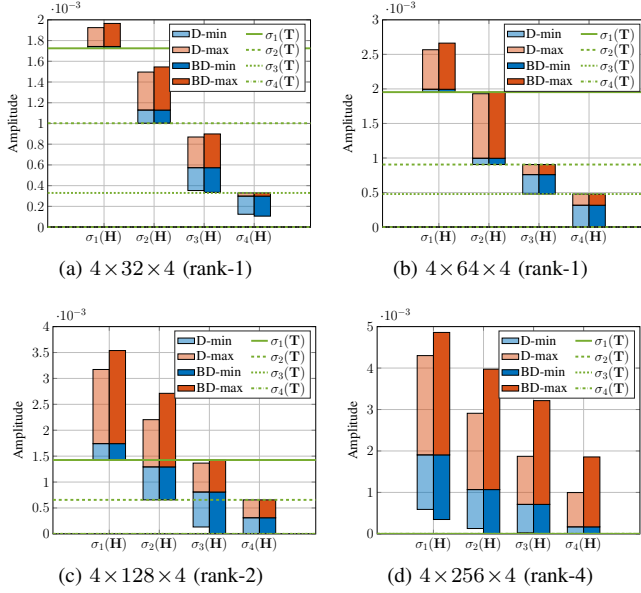 ·10⁻³
D-min
D-max
BD-min
BD-max
σ₁(T)
σ₂(T)
σ₃(T)
σ₄(T)
2
1.8
1.6
1.4
1.2
1
0.8
0.6
0.4
0.2
0
Amplitude
σ₁(H) σ₂(H) σ₃(H) σ₄(H)
(a) 4×32×4 (rank-1)
·10⁻³
D-min
D-max
BD-min
BD-max
σ₁(T)
σ₂(T)
σ₃(T)
σ₄(T)
3
2.5
2
1.5
1
0.5
0
Amplitude
σ₁(H) σ₂(H) σ₃(H) σ₄(H)
(b) 4×64×4 (rank-1)
·10⁻³
D-min
D-max
BD-min
BD-max
σ₁(T)
σ₂(T)
σ₃(T)
σ₄(T)
4
3.5
3
2.5
2
1.5
1
0.5
0
Amplitude
σ₁(H) σ₂(H) σ₃(H) σ₄(H)
(c) 4×128×4 (rank-2)
·10⁻³
D-min
D-max
BD-min
BD-max
σ₁(T)
σ₂(T)
σ₃(T)
σ₄(T)
5
4
3
2
1
0
Amplitude
σ₁(H) σ₂(H) σ₃(H) σ₄(H)
(d) 4×256×4 (rank-4)